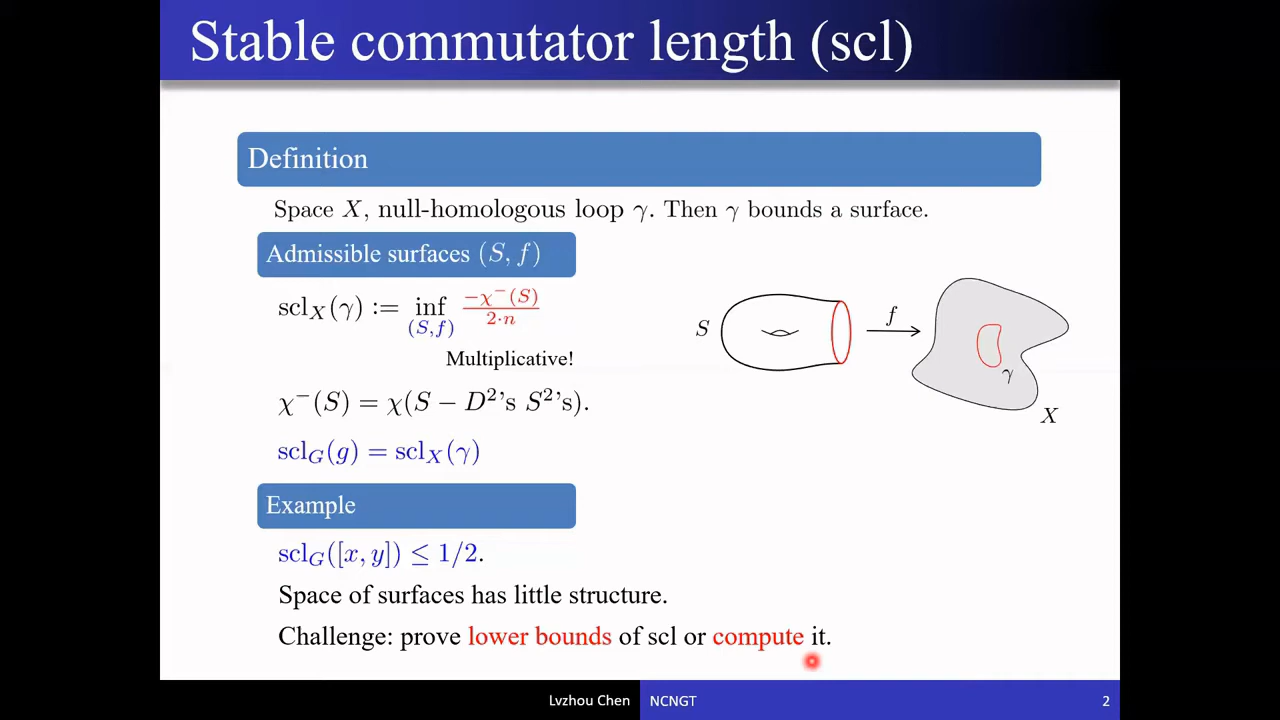 Stable commutator length (scl)
Definition
Space X, null-homologous loop γ. Then γ bounds a surface.
Admissible surfaces (S, f)
scl_X(γ) := inf_{(S,f)} −χ⁻(S) / 2·n
Multiplicative!
S
f
γ
X
χ⁻(S) = χ(S − D²'s S²'s).
scl_G(g) = scl_X(γ)
Example
scl_G([x, y]) ≤ 1/2.
Space of surfaces has little structure.
Challenge: prove lower bounds of scl or compute it.
Lvzhou Chen NCNGT 2